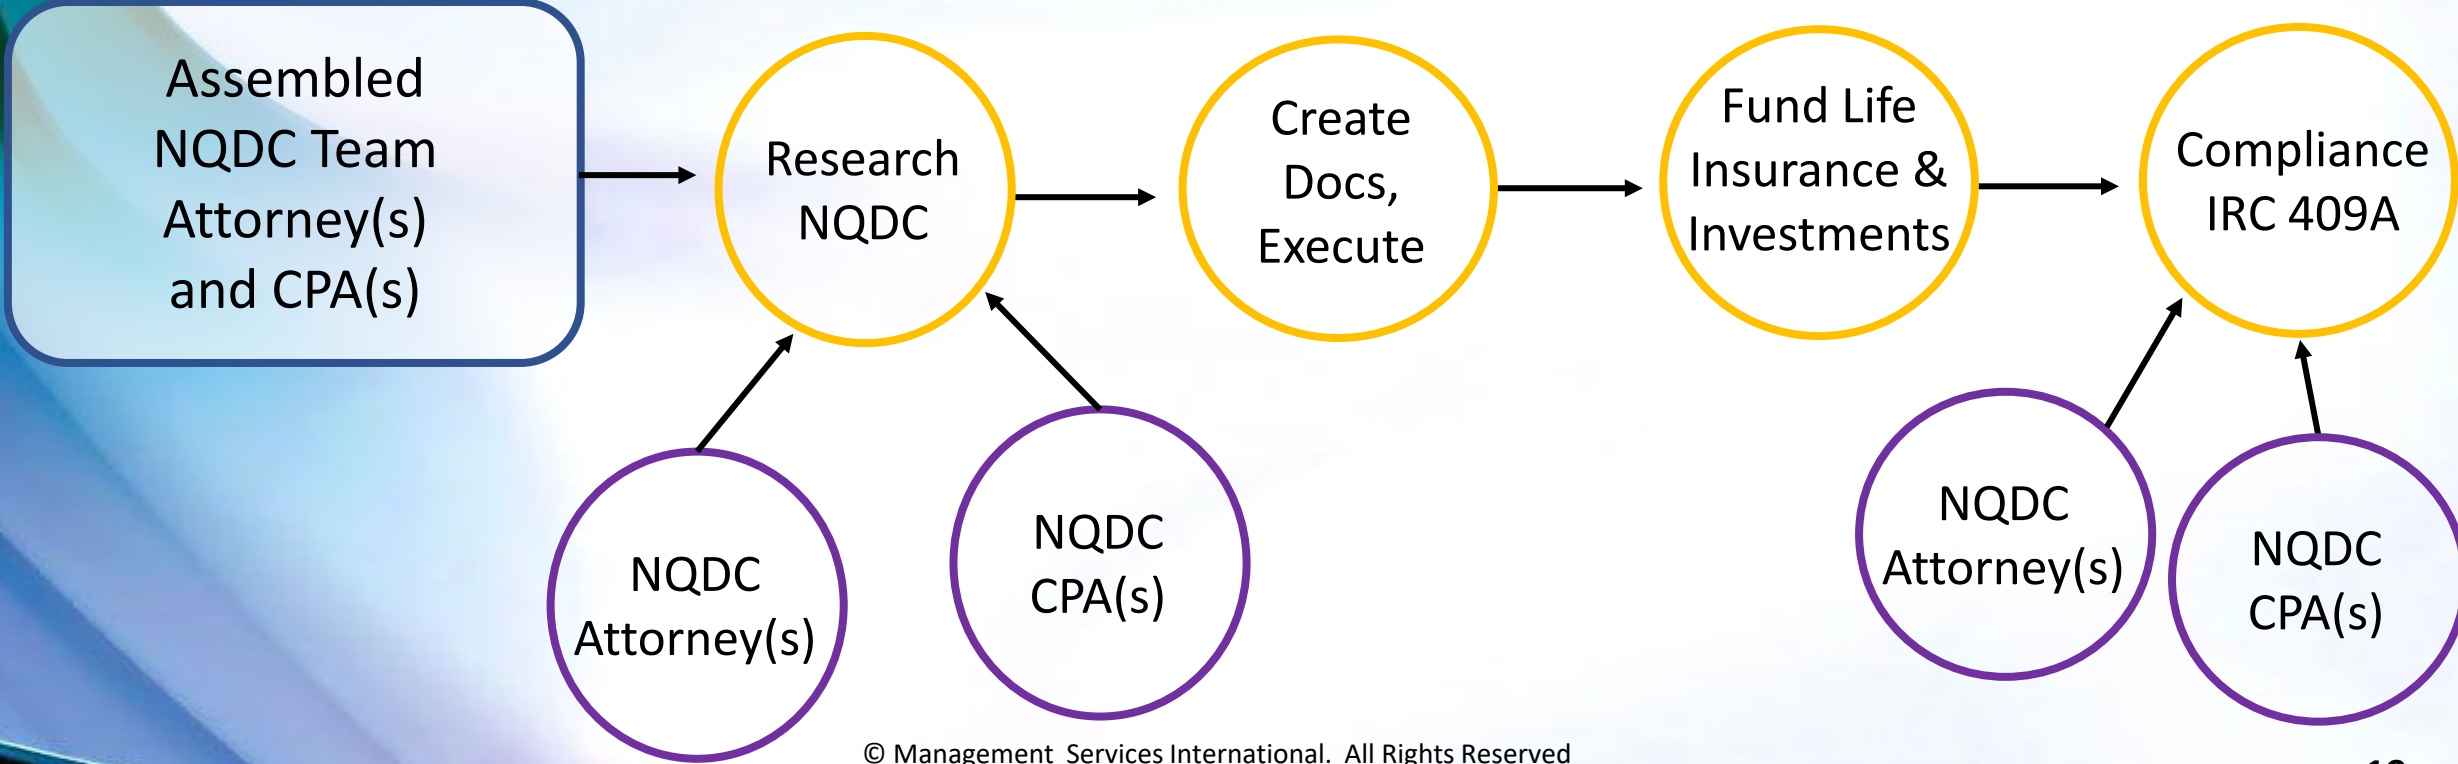 Assembled
NQDC Team
Attorney(s)
and CPA(s)
Research
NQDC
Create
Docs,
Execute
Fund Life
Insurance &
Investments
Compliance
IRC 409A
NQDC
Attorney(s)
NQDC
CPA(s)
NQDC
Attorney(s)
NQDC
CPA(s)
© Management Services International. All Rights Reserved